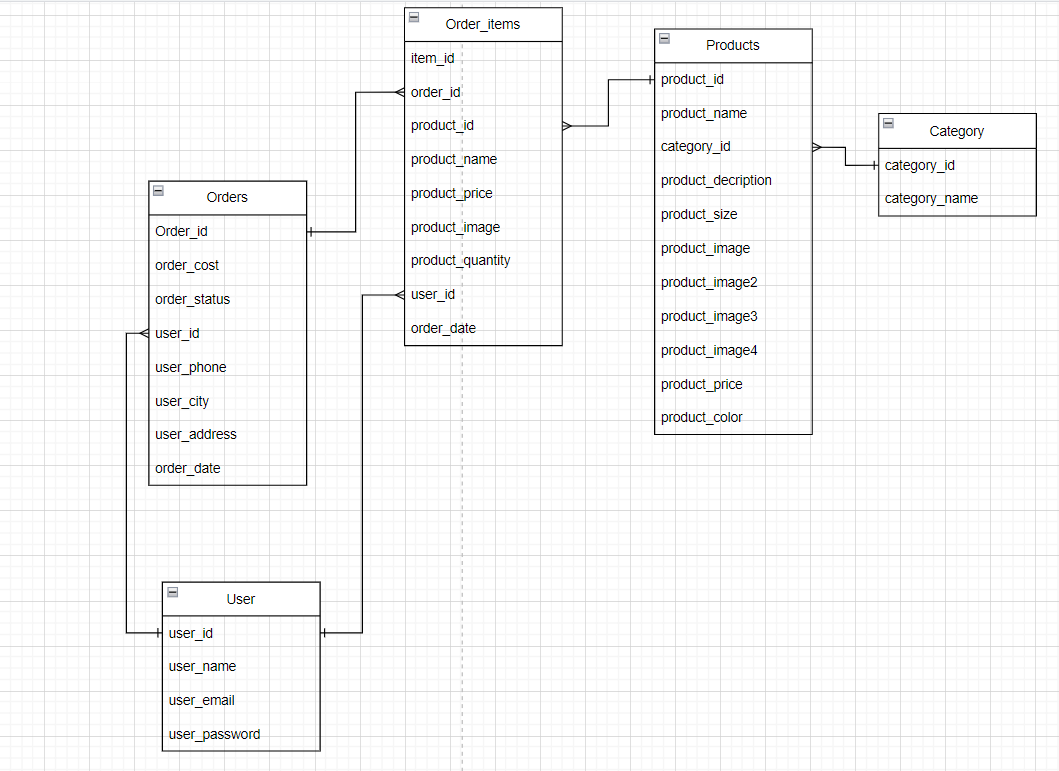 Order_items
item_id
order_id
product_id
product_name
product_price
product_image
product_quantity
user_id
order_date
Products
product_id
product_name
category_id
product_decription
product_size
product_image
product_image2
product_image3
product_image4
product_price
product_color
Category
category_id
category_name
Orders
Order_id
order_cost
order_status
user_id
user_phone
user_city
user_address
order_date
User
user_id
user_name
user_email
user_password